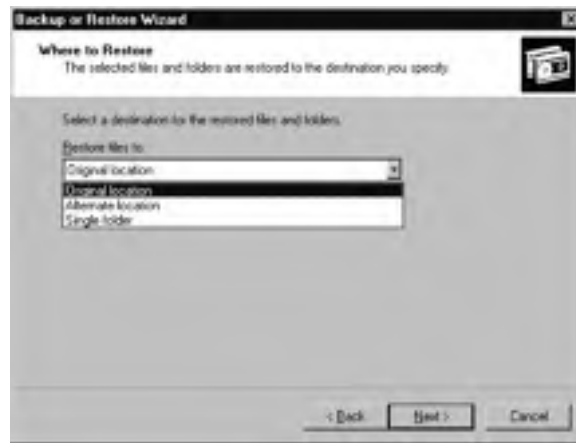 Backup or Restore Wizard
Where to Restore
The selected files and folders are restored to the destination you specify.
Select a destination for the restored files and folders.
Restore files to:
Original location
Original location
Alternate location
Single folder
< Back
Next >
Cancel